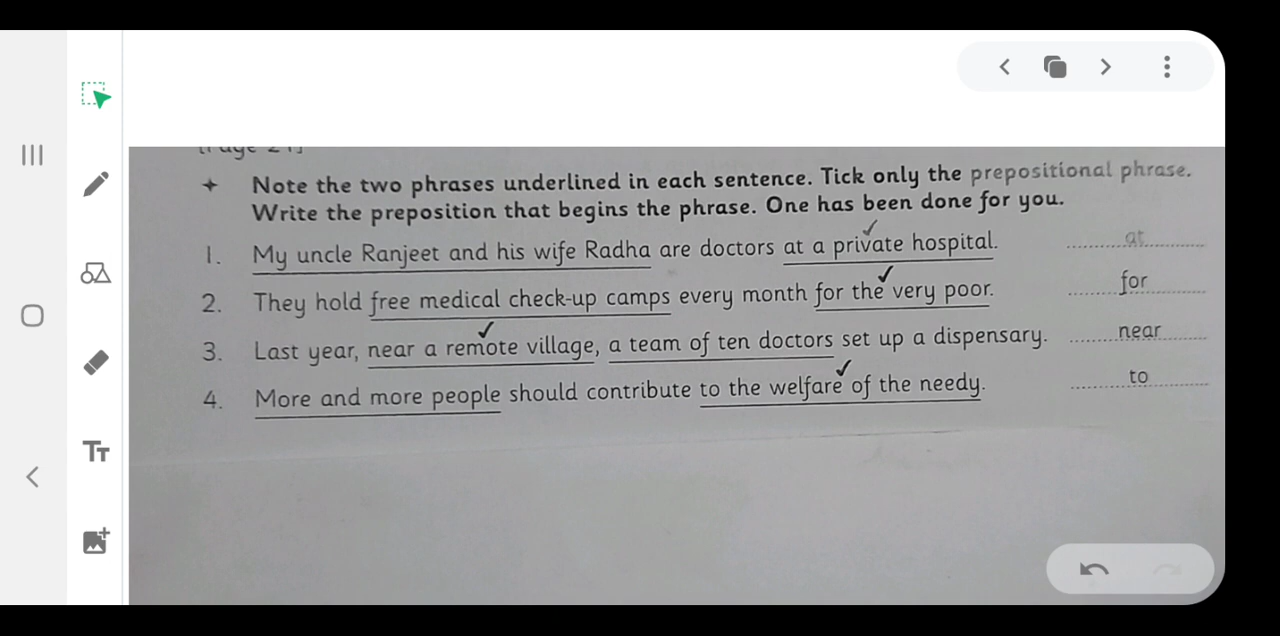 ✦ Note the two phrases underlined in each sentence. Tick only the prepositional phrase.
Write the preposition that begins the phrase. One has been done for you.
1. My uncle Ranjeet and his wife Radha are doctors at a private hospital. ✓ at
2. They hold free medical check-up camps every month for the very poor. ✓ for
3. Last year, near a remote village, a team of ten doctors set up a dispensary. ✓ near
4. More and more people should contribute to the welfare of the needy. ✓ to
Tт